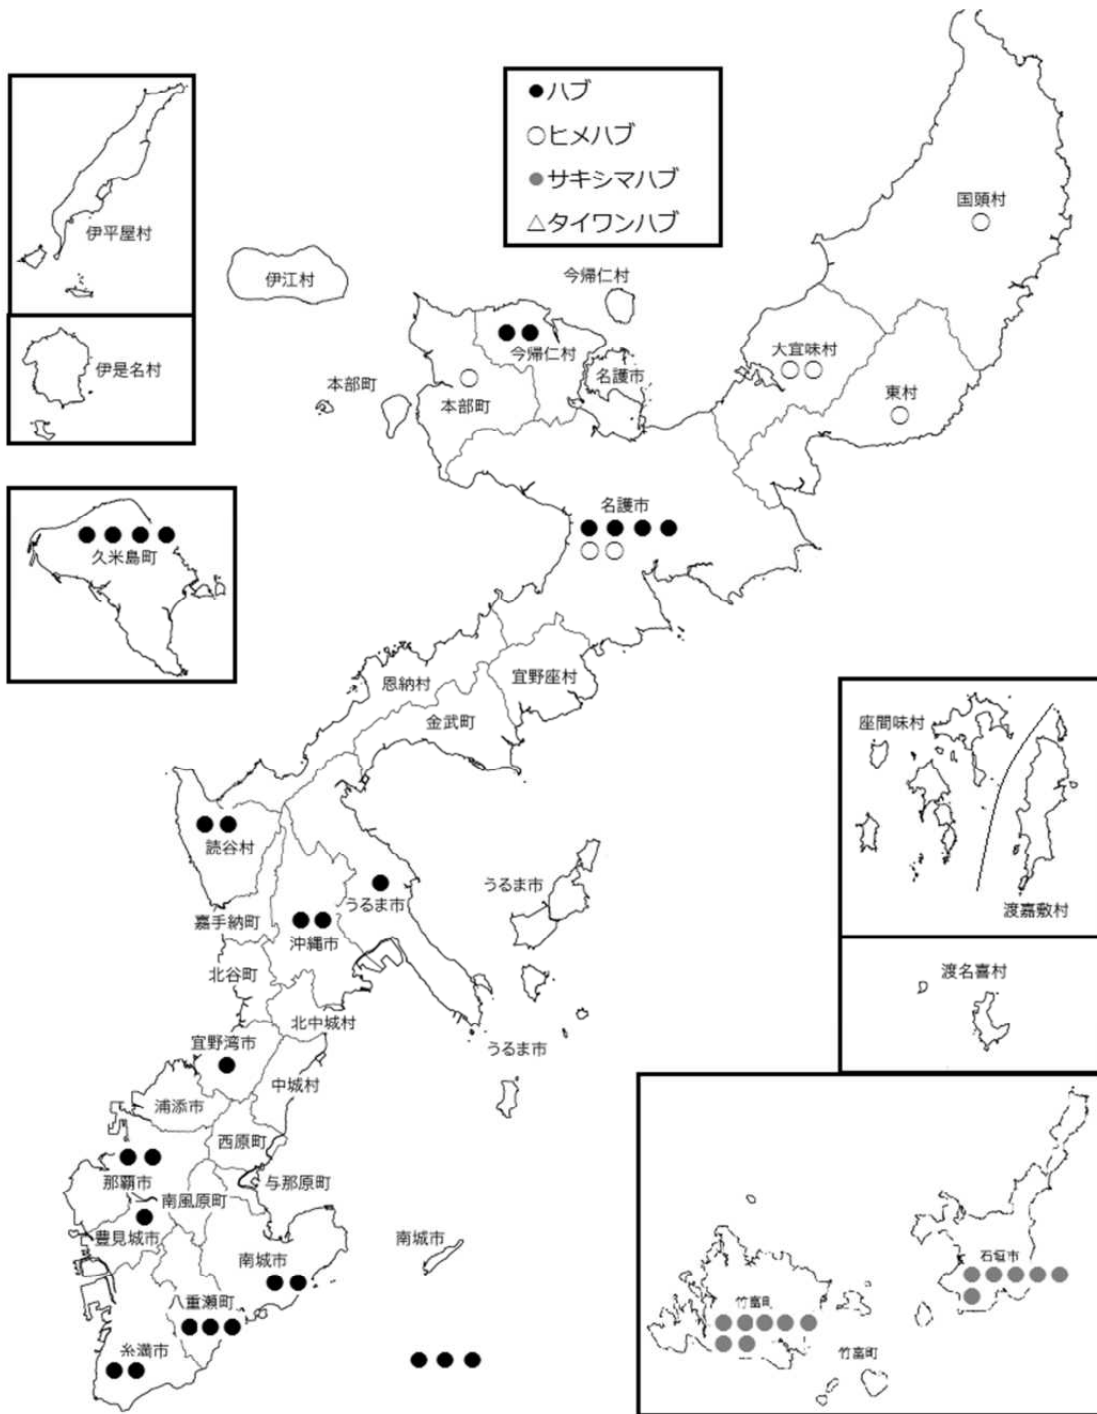 ●ハブ
○ヒメハブ
●サキシマハブ
△タイワンハブ
伊平屋村
伊是名村
伊江村
今帰仁村
国頭村
今帰仁村
大宜味村
名護市
本部町
本部町
東村
名護市
久米島町
恩納村
宜野座村
金武町
座間味村
渡嘉敷村
渡名喜村
読谷村
うるま市
うるま市
嘉手納町
沖縄市
北谷町
北中城村
うるま市
宜野湾市
中城村
浦添市
西原町
那覇市
南風原町
与那原町
豊見城市
南城市
南城市
八重瀬町
糸満市
石垣市
竹富町
竹富町